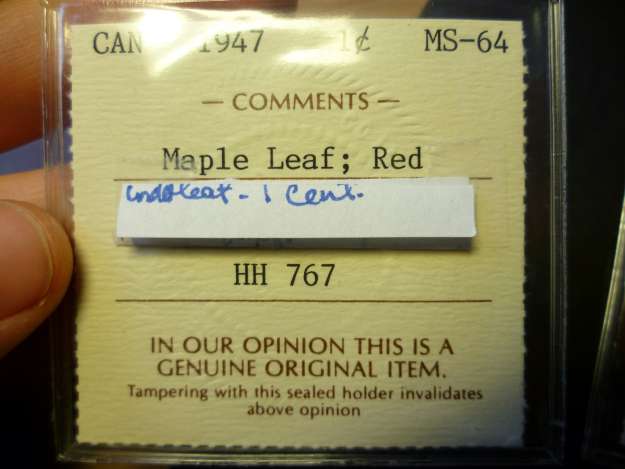 CAN 1947 1¢ MS-64
— COMMENTS —
Maple Leaf; Red
- 1 Cent.
HH 767
IN OUR OPINION THIS IS A
GENUINE ORIGINAL ITEM.
Tampering with this sealed holder invalidates
above opinion